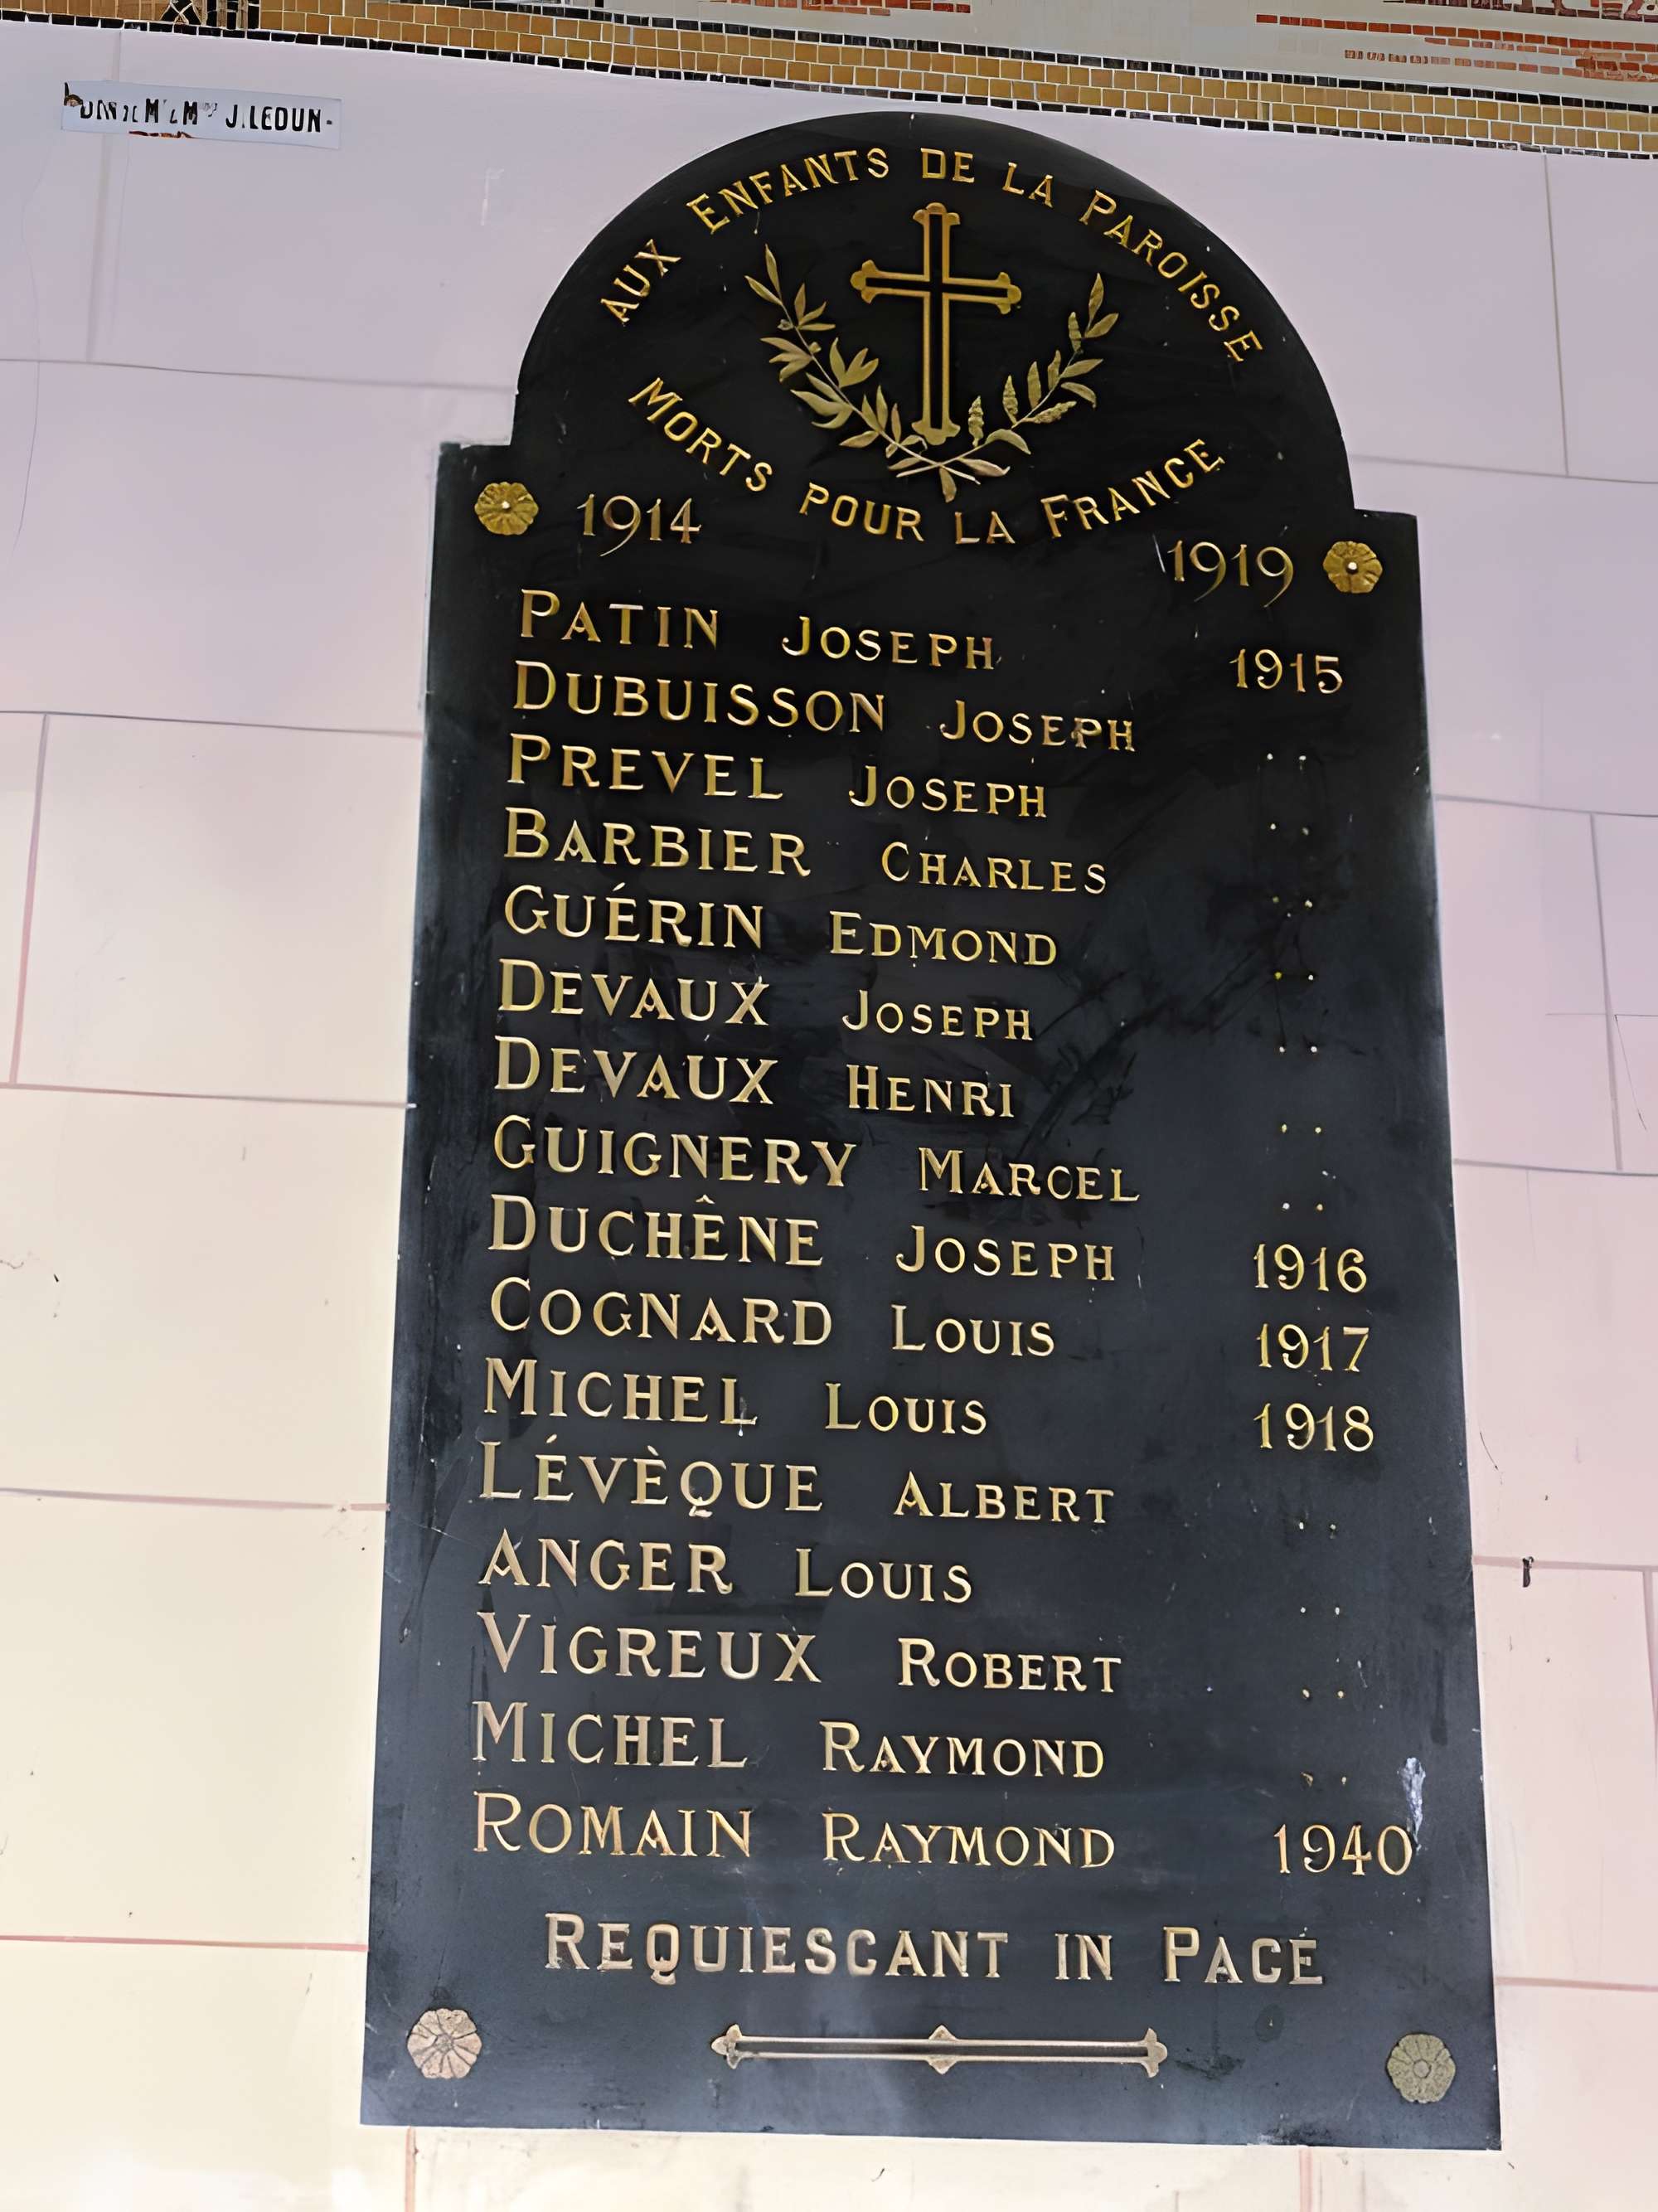 J. LEDUN
AUX ENFANTS DE LA PAROISSE
MORTS POUR LA FRANCE
1914 1919
PATIN JOSEPH 1915
DUBUISSON JOSEPH ..
PREVEL JOSEPH ..
BARBIER CHARLES ..
GUÉRIN EDMOND ..
DEVAUX JOSEPH ..
DEVAUX HENRI ..
GUIGNERY MARCEL ..
DUCHÊNE JOSEPH 1916
COGNARD LOUIS 1917
MICHEL LOUIS 1918
LÉVÈQUE ALBERT ..
ANGER LOUIS ..
VIGREUX ROBERT ..
MICHEL RAYMOND ..
ROMAIN RAYMOND 1940
REQUIESCANT IN PACE